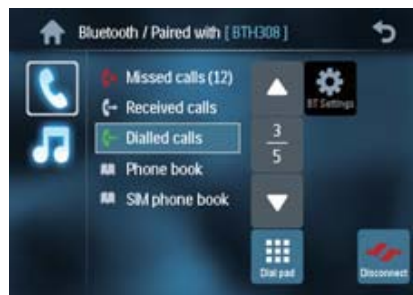 Bluetooth / Paired with [ BTH308 ]
Missed calls (12)
Received calls
Dialled calls
Phone book
SIM phone book
BT Settings
3
5
Dial pad
Disconnect